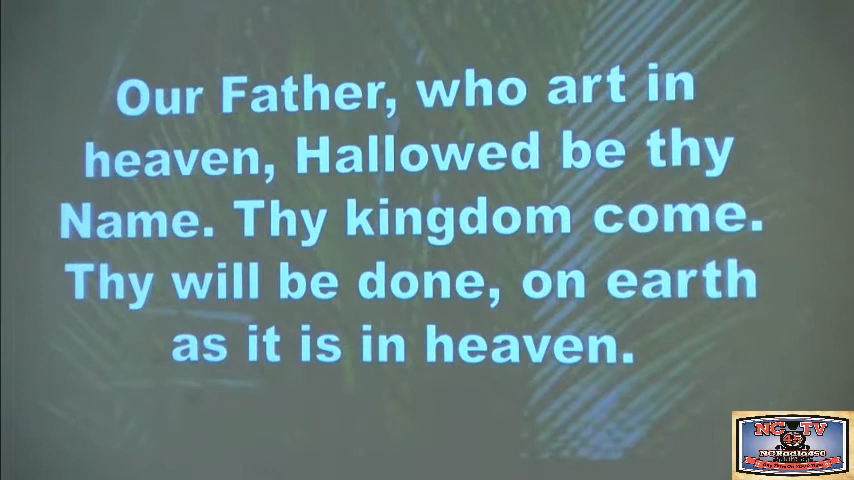 Our Father, who art in
heaven, Hallowed be thy
Name. Thy kingdom come.
Thy will be done, on earth
as it is in heaven.
NC TV
45
NCRadio450